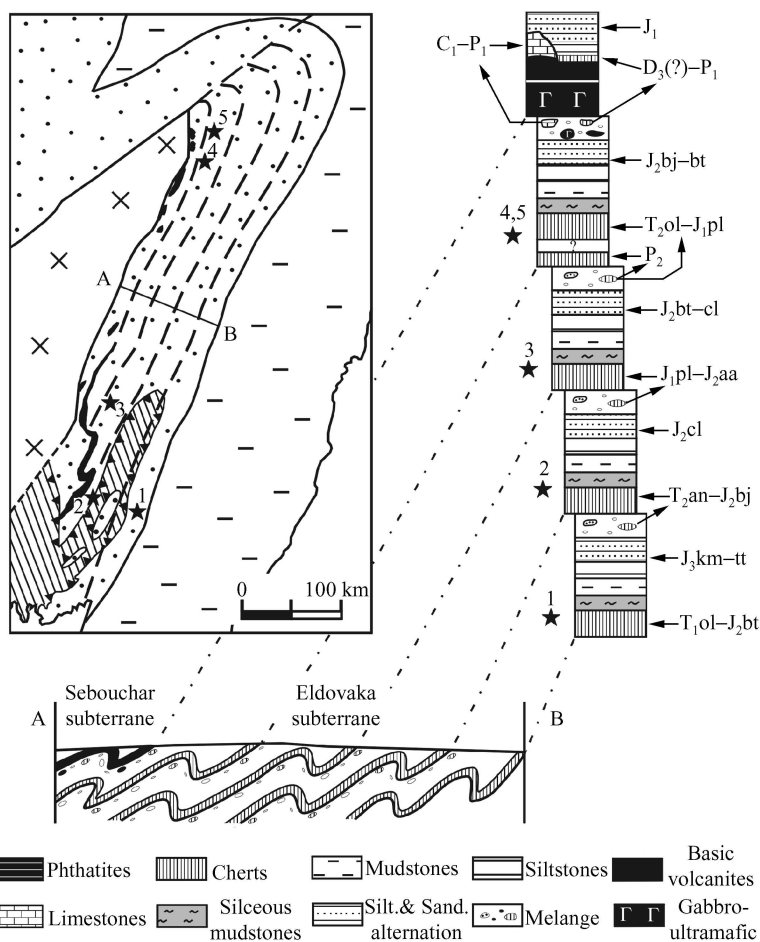 C₁–P₁
J₁
D₃(?)–P₁
Γ Γ
Γ
J₂bj–bt
4,5
T₂ol–J₁pl
?
P₂
J₂bt–cl
3
J₁pl–J₂aa
J₂cl
2
T₂an–J₂bj
J₃km–tt
1
T₁ol–J₂bt
5
4
A
B
3
2
1
0 100 km
A
Sebouchar
subterrane
Eldovaka
subterrane
B
Phthatites
Cherts
Mudstones
Siltstones
Basic
volcanites
Limestones
Silceous
mudstones
Silt.& Sand.
alternation
Melange
Γ Γ
Gabbro-
ultramafic